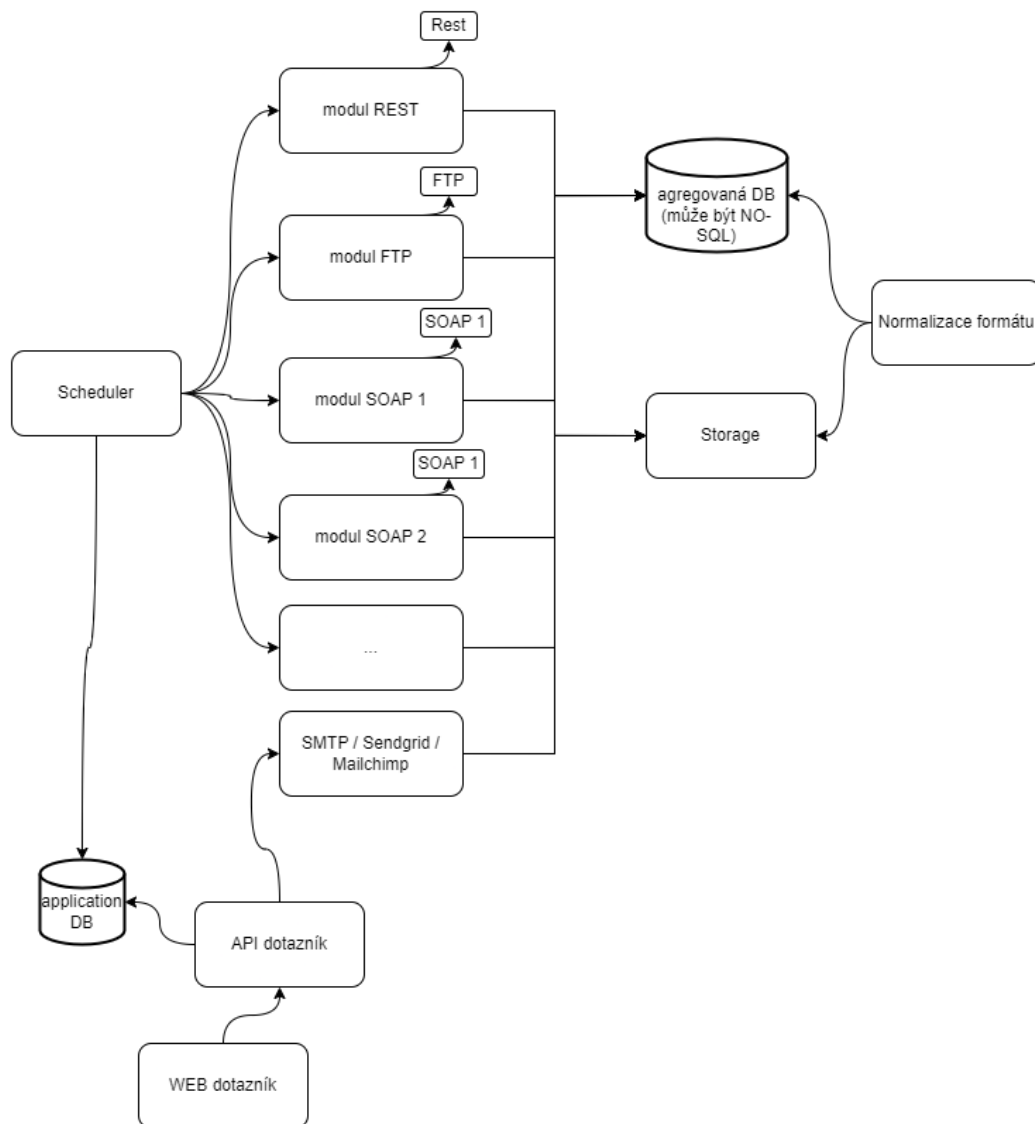 Rest
modul REST
FTP
modul FTP
agregovaná DB
(může být NO-
SQL)
Normalizace formátu
SOAP 1
modul SOAP 1
Scheduler
Storage
SOAP 1
modul SOAP 2
...
SMTP / Sendgrid /
Mailchimp
application
DB
API dotazník
WEB dotazník